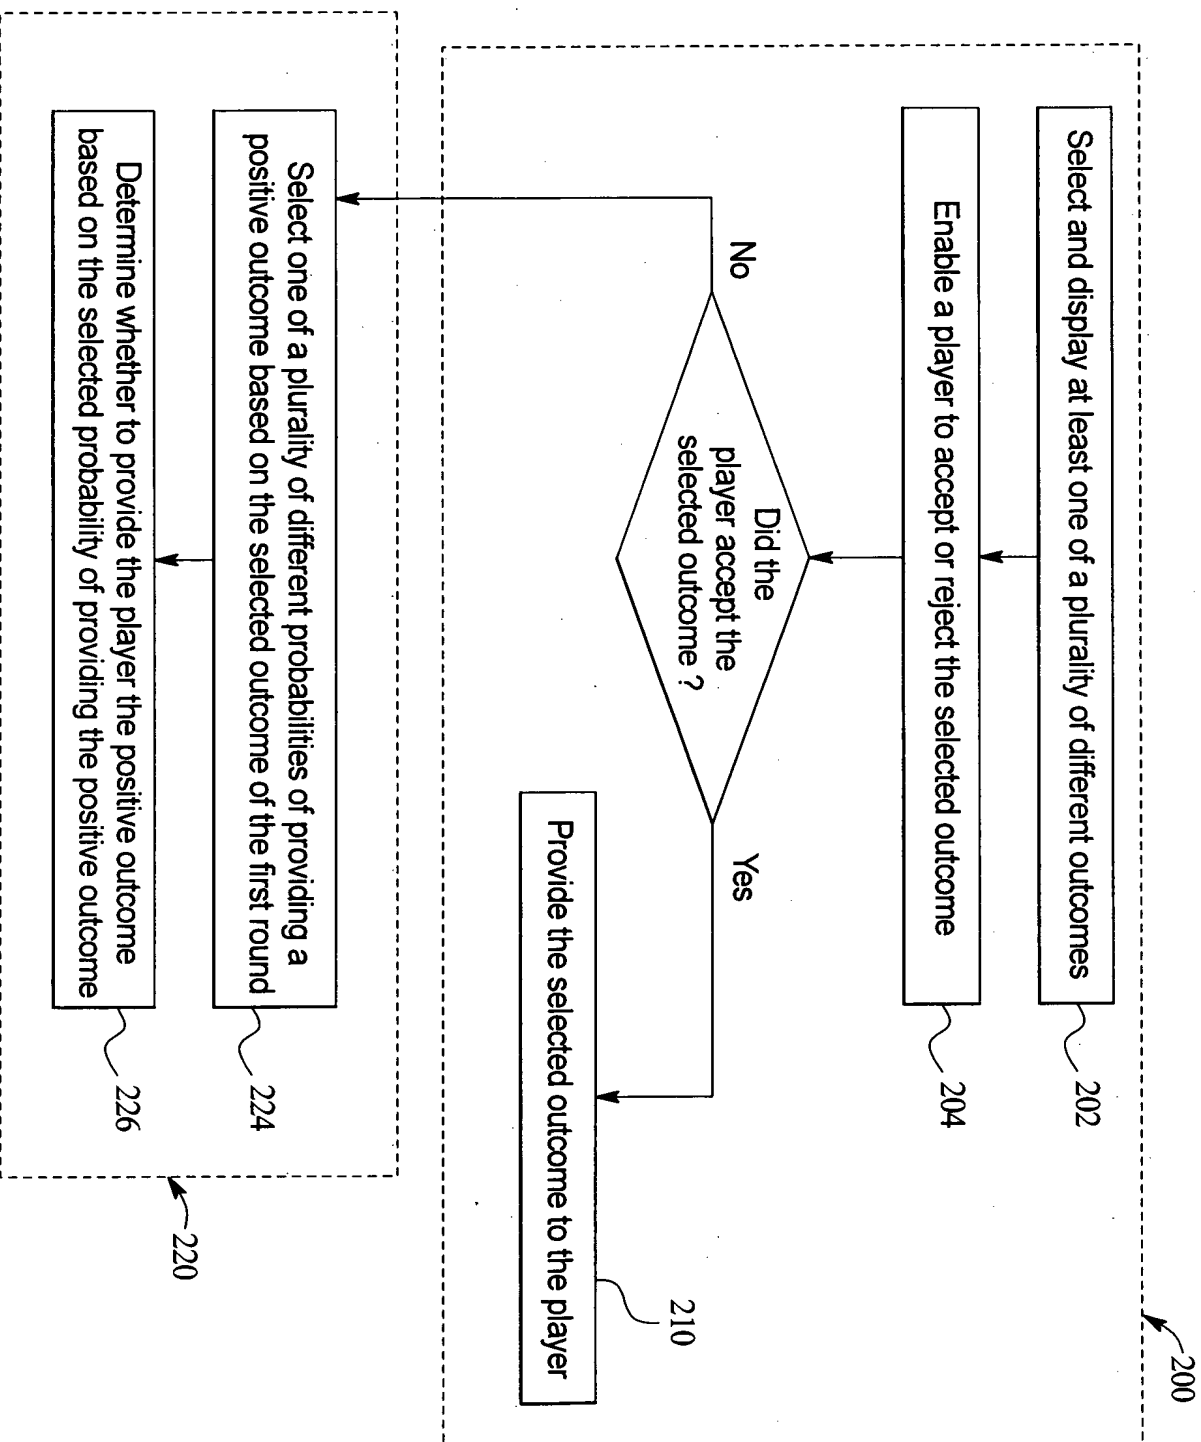 200
Select and display at least one of a plurality of different outcomes
202
Enable a player to accept or reject the selected outcome
204
Did the
player accept the
selected outcome ?
No
Yes
Provide the selected outcome to the player
210
Select one of a plurality of different probabilities of providing a
positive outcome based on the selected outcome of the first round
224
Determine whether to provide the player the positive outcome
based on the selected probability of providing the positive outcome
226
220